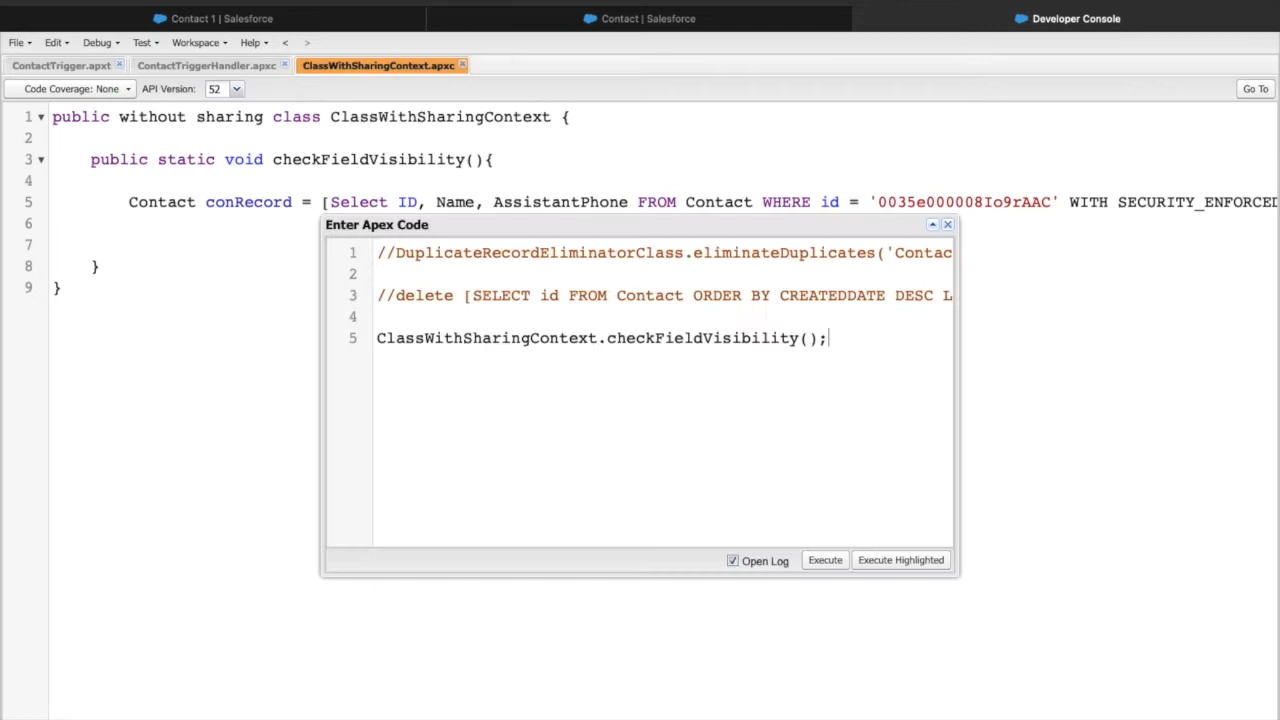 Contact 1 | Salesforce
Contact | Salesforce
Developer Console
File Edit Debug Test Workspace Help < >
ContactTrigger.apxt ContactTriggerHandler.apxc ClassWithSharingContext.apxc
Code Coverage: None API Version: 52 Go To
1 public without sharing class ClassWithSharingContext {
2
3 public static void checkFieldVisibility(){
4
5 Contact conRecord = [Select ID, Name, AssistantPhone FROM Contact WHERE id = '0035e000008Io9rAAC' WITH SECURITY_ENFORCED
6
7
8 }
9 }
Enter Apex Code
1 //DuplicateRecordEliminatorClass.eliminateDuplicates('Contac
2
3 //delete [SELECT id FROM Contact ORDER BY CREATEDDATE DESC L
4
5 ClassWithSharingContext.checkFieldVisibility();
Open Log Execute Execute Highlighted